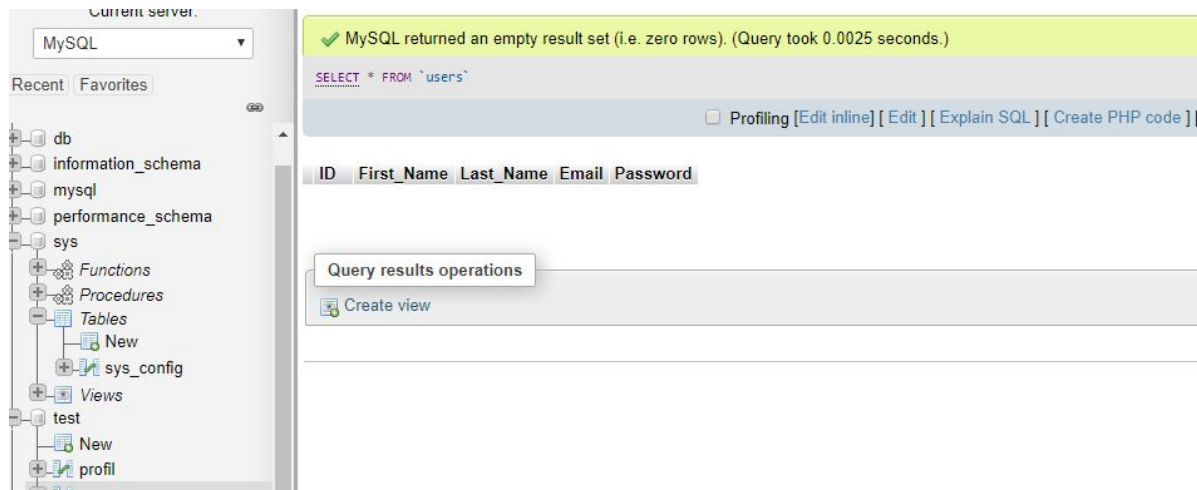 Current server:
MySQL
Recent Favorites
db
information_schema
mysql
performance_schema
sys
Functions
Procedures
Tables
New
sys_config
Views
test
New
profil
MySQL returned an empty result set (i.e. zero rows). (Query took 0.0025 seconds.)
SELECT * FROM `users`
Profiling [Edit inline] [ Edit ] [ Explain SQL ] [ Create PHP code ] [
ID First_Name Last_Name Email Password
Query results operations
Create view